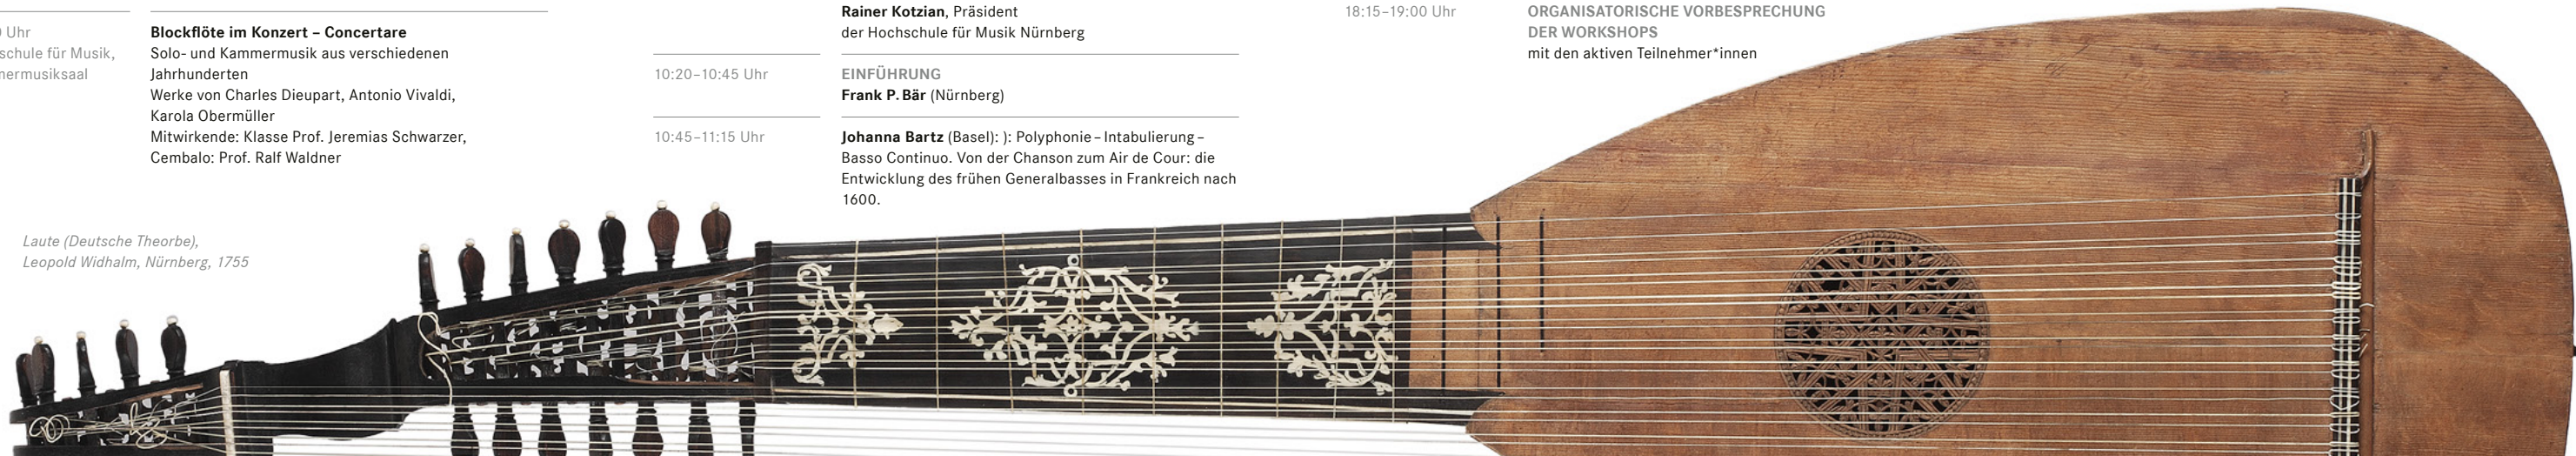 Uhr
schule für Musik,
Blockflöte im Konzert – Concertare
Solo- und Kammermusik aus verschiedenen
Jahrhunderten
Werke von Charles Dieupart, Antonio Vivaldi,
Karola Obermüller
Mitwirkende: Klasse Prof. Jeremias Schwarzer,
Cembalo: Prof. Ralf Waldner
Laute (Deutsche Theorbe),
Leopold Widhalm, Nürnberg, 1755
Rainer Kotzian, Präsident
der Hochschule für Musik Nürnberg
10:20–10:45 Uhr
EINFÜHRUNG
Frank P. Bär (Nürnberg)
10:45–11:15 Uhr
Johanna Bartz (Basel): ): Polyphonie – Intabulierung –
Basso Continuo. Von der Chanson zum Air de Cour: die
Entwicklung des frühen Generalbasses in Frankreich nach
1600.
18:15–19:00 Uhr
ORGANISATORISCHE VORBESPRECHUNG
DER WORKSHOPS
mit den aktiven Teilnehmer*innen